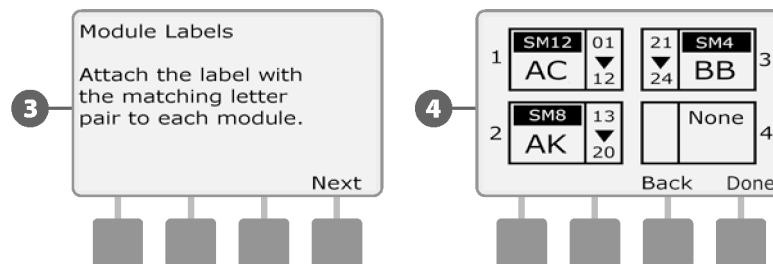 3
Module Labels
Attach the label with
the matching letter
pair to each module.
Next
4
1
SM12 01
AC
12
21 SM4
BB
24
3
2
SM8 13
AK
20
None
4
Back Done